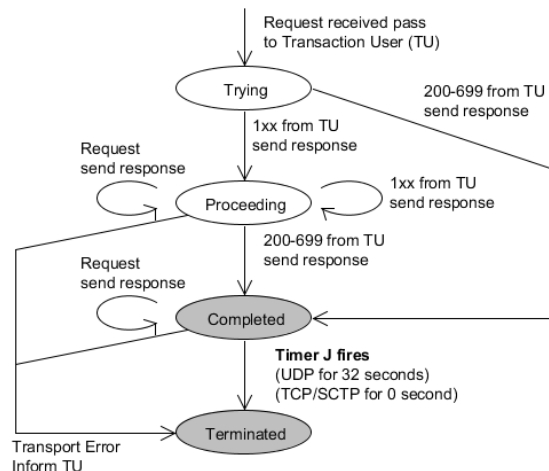 Request received pass
to Transaction User (TU)
Trying
200-699 from TU
send response
1xx from TU
send response
Request
send response
Proceeding
1xx from TU
send response
200-699 from TU
send response
Request
send response
Completed
Timer J fires
(UDP for 32 seconds)
(TCP/SCTP for 0 second)
Terminated
Transport Error
Inform TU